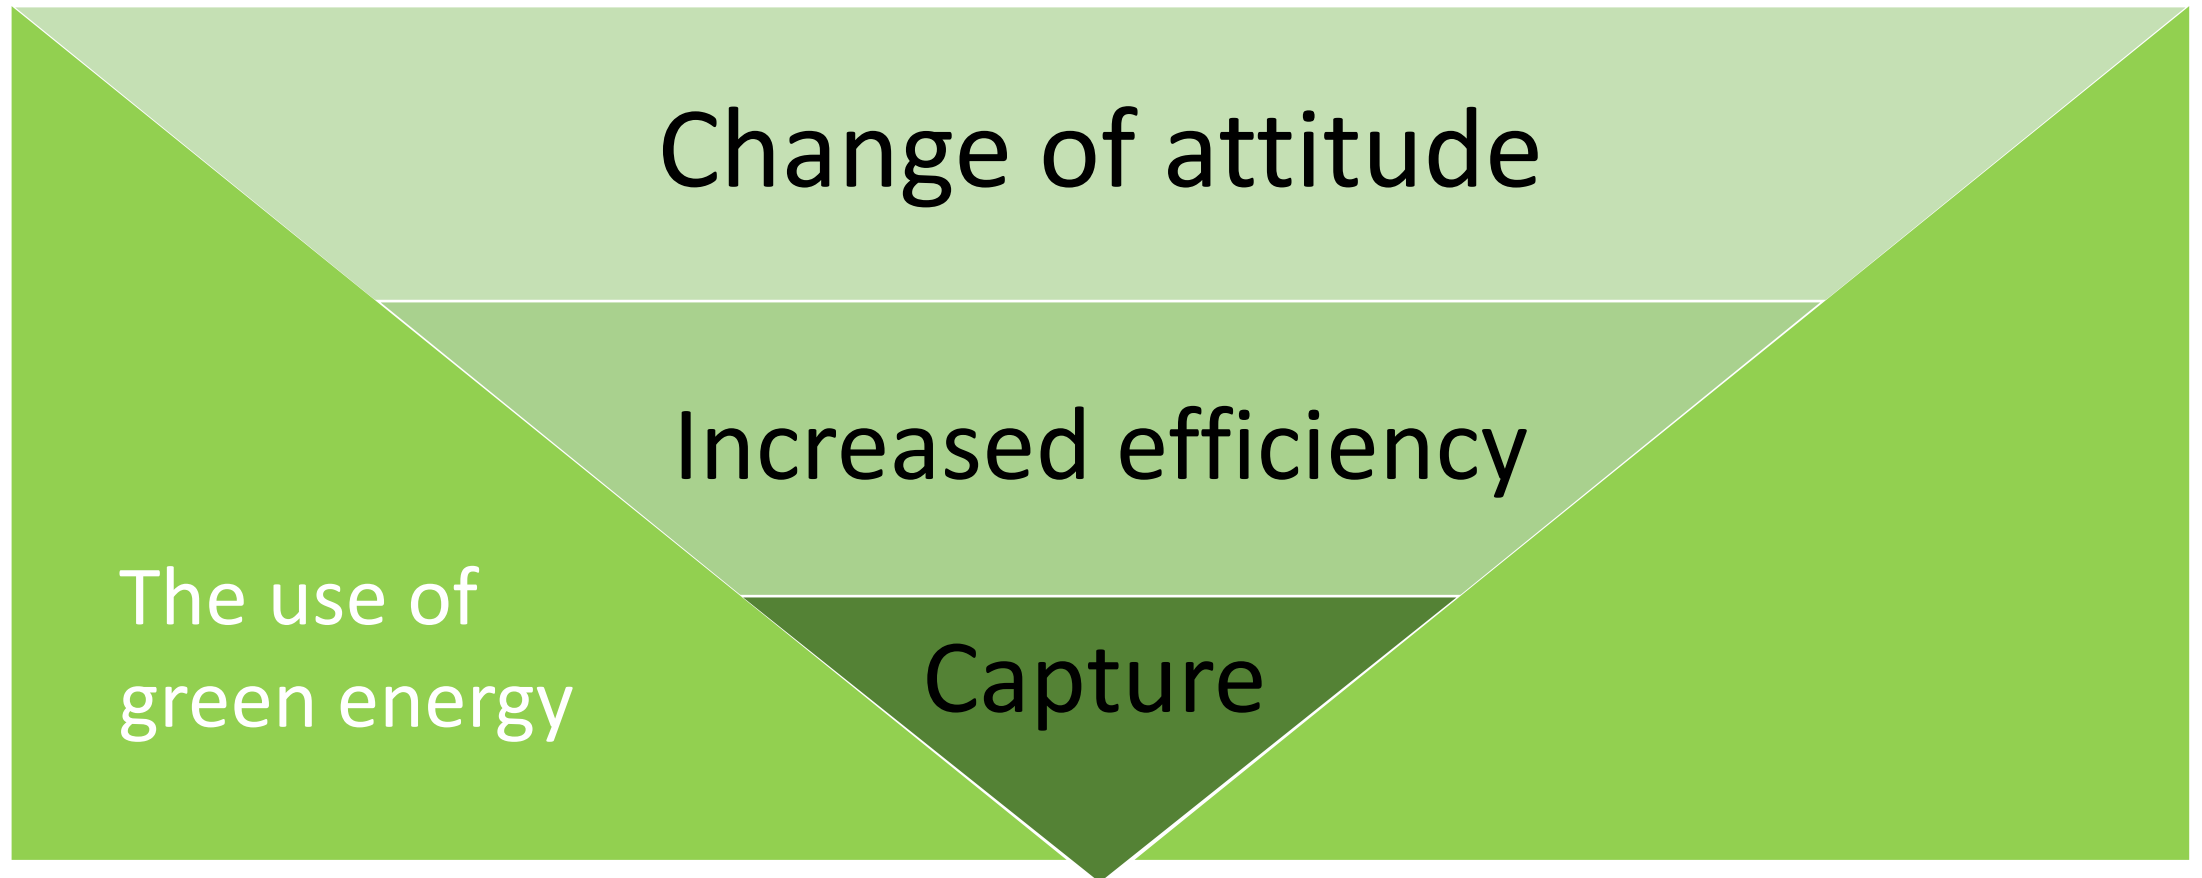 Change of attitude
Increased efficiency
The use of
green energy
Capture